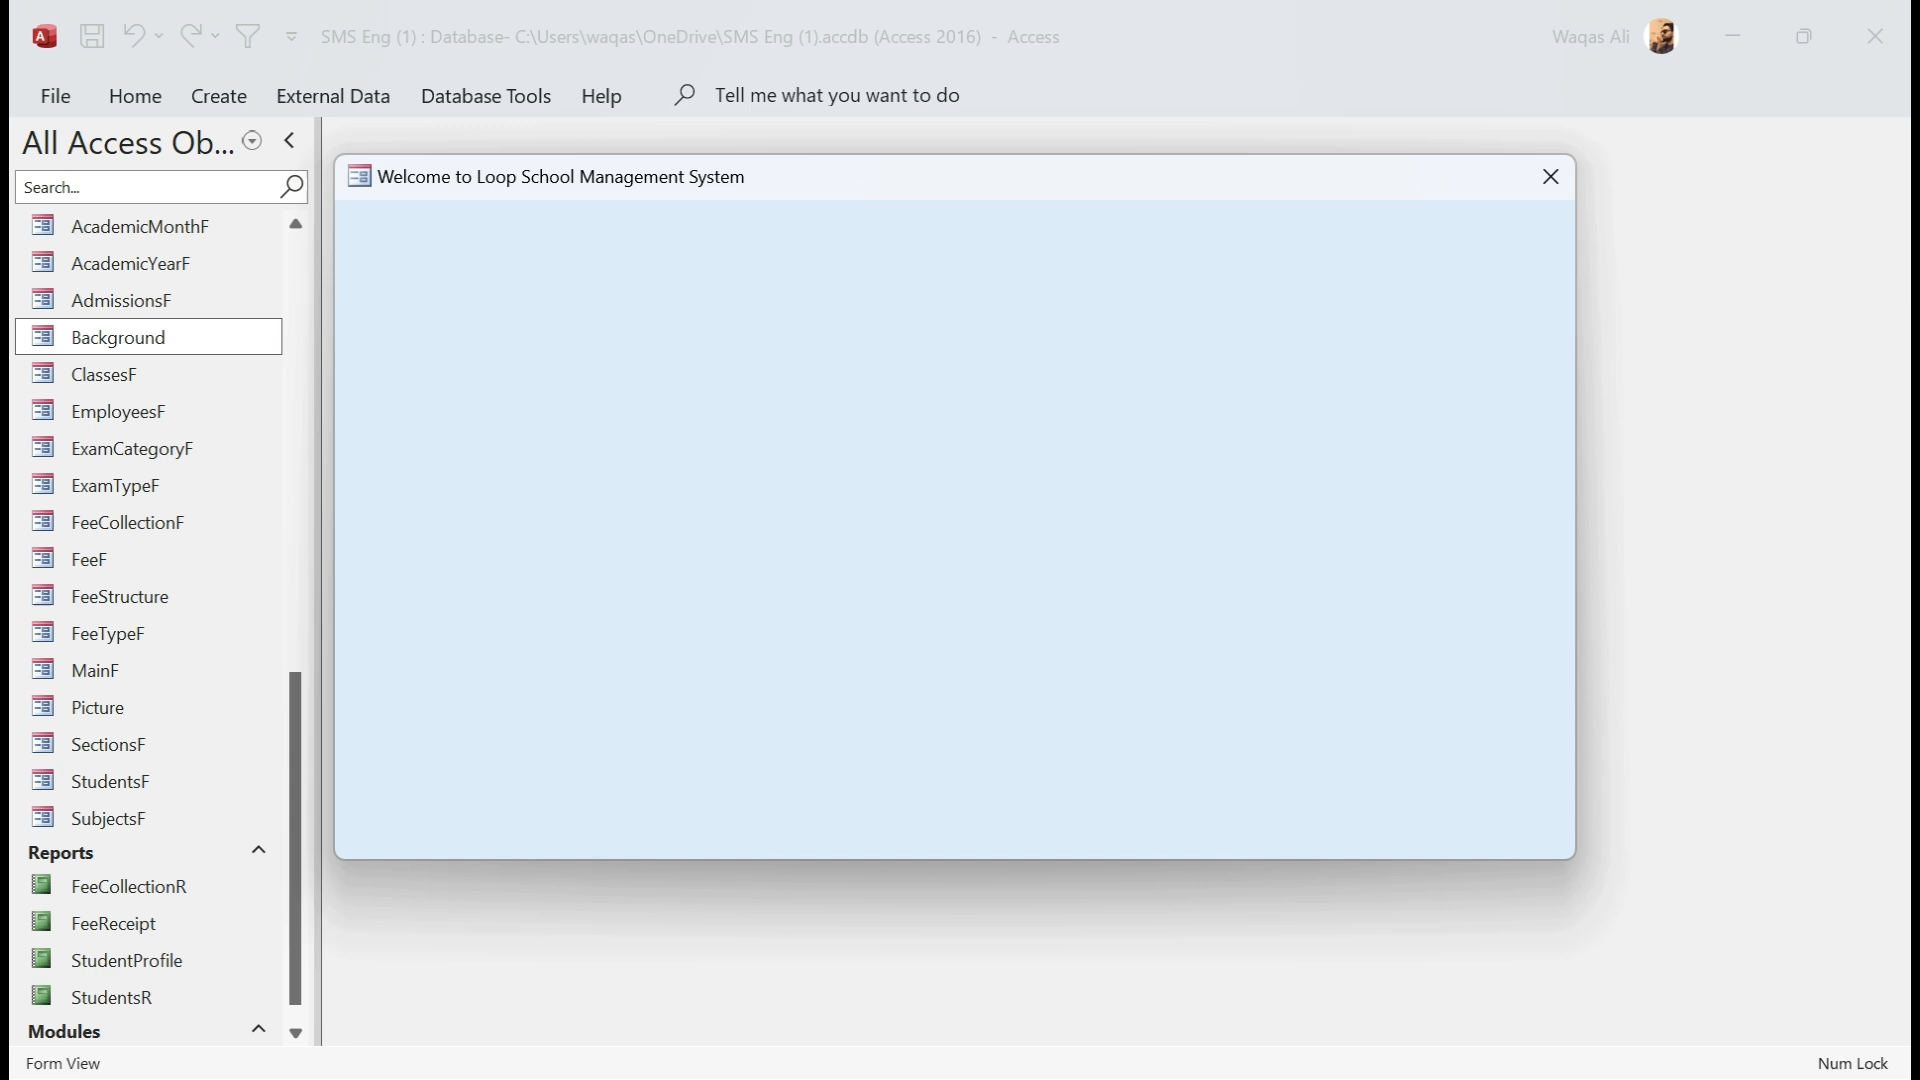 SMS Eng (1) : Database- C:\Users\waqas\OneDrive\SMS Eng (1).accdb (Access 2016) - Access
Waqas Ali
File Home Create External Data Database Tools Help Tell me what you want to do
All Access Ob...
Search...
AcademicMonthF
AcademicYearF
AdmissionsF
Background
ClassesF
EmployeesF
ExamCategoryF
ExamTypeF
FeeCollectionF
FeeF
FeeStructure
FeeTypeF
MainF
Picture
SectionsF
StudentsF
SubjectsF
Reports
FeeCollectionR
FeeReceipt
StudentProfile
StudentsR
Modules
Welcome to Loop School Management System
Form View
Num Lock